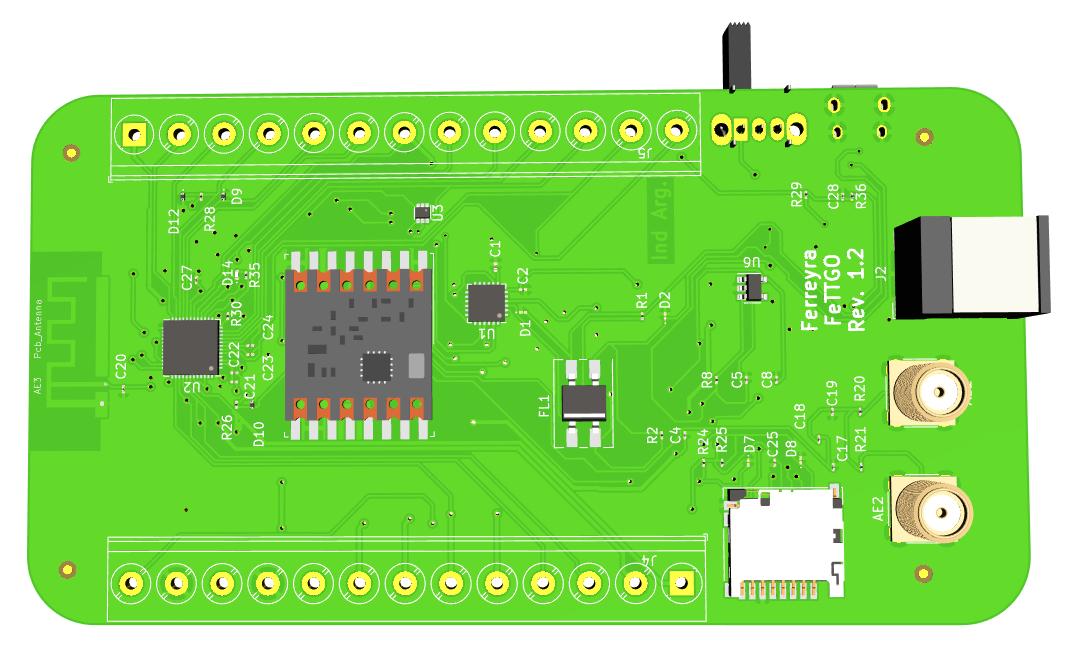 J5
D12
R28
D9
U3
R29
C28
R36
Ind Arg.
C27
D14
R35
C1
C2
U6
Ferreyra
FeTTGO
Rev. 1.2
J2
R30
C24
U1
D1
R1
D2
AE3
Pcb_Antenna
C20
U2
C22
C23
C21
R26
D10
FL1
R8
C5
C8
C19
R20
C18
R2
C4
R24
R25
D7
C25
D8
C17
R21
AE2
J4